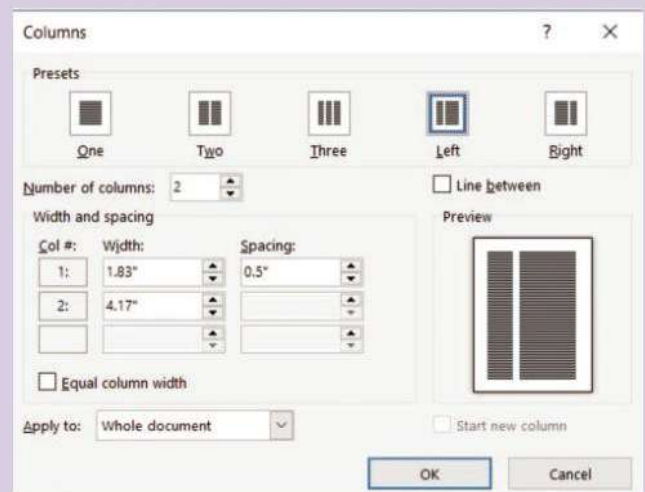 Columns ? ×
Presets
One Two Three Left Right
Number of columns: 2 Line between
Width and spacing Preview
Col #: Width: Spacing:
1: 1.83" 0.5"
2: 4.17"
Equal column width
Apply to: Whole document Start new column
OK Cancel